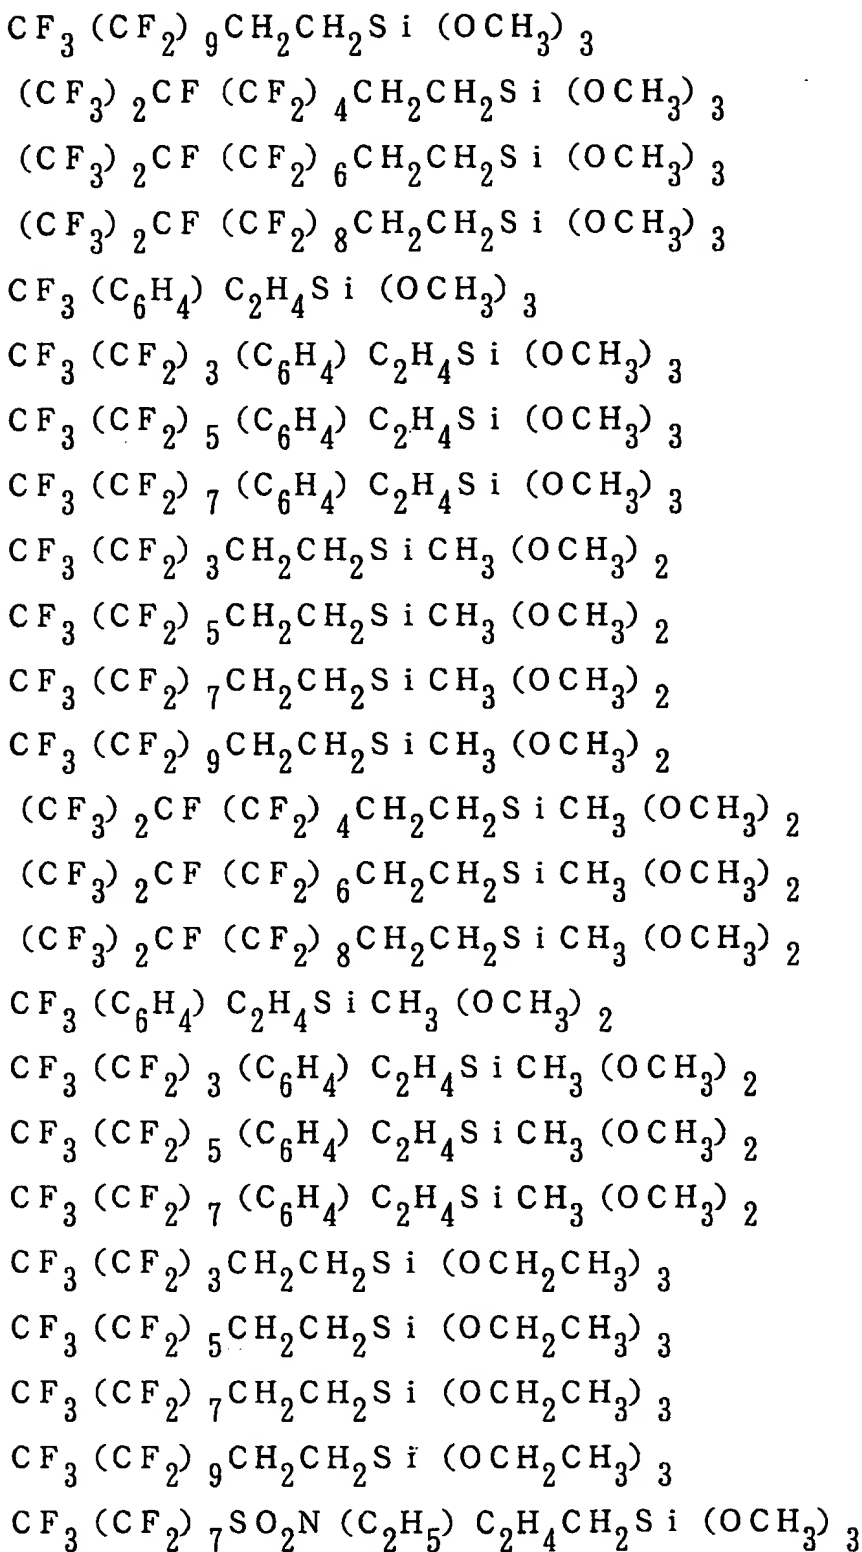 CF₃(CF₂)₉CH₂CH₂Si(OCH₃)₃
(CF₃)₂CF(CF₂)₄CH₂CH₂Si(OCH₃)₃
(CF₃)₂CF(CF₂)₆CH₂CH₂Si(OCH₃)₃
(CF₃)₂CF(CF₂)₈CH₂CH₂Si(OCH₃)₃
CF₃(C₆H₄)C₂H₄Si(OCH₃)₃
CF₃(CF₂)₃(C₆H₄)C₂H₄Si(OCH₃)₃
CF₃(CF₂)₅(C₆H₄)C₂H₄Si(OCH₃)₃
CF₃(CF₂)₇(C₆H₄)C₂H₄Si(OCH₃)₃
CF₃(CF₂)₃CH₂CH₂SiCH₃(OCH₃)₂
CF₃(CF₂)₅CH₂CH₂SiCH₃(OCH₃)₂
CF₃(CF₂)₇CH₂CH₂SiCH₃(OCH₃)₂
CF₃(CF₂)₉CH₂CH₂SiCH₃(OCH₃)₂
(CF₃)₂CF(CF₂)₄CH₂CH₂SiCH₃(OCH₃)₂
(CF₃)₂CF(CF₂)₆CH₂CH₂SiCH₃(OCH₃)₂
(CF₃)₂CF(CF₂)₈CH₂CH₂SiCH₃(OCH₃)₂
CF₃(C₆H₄)C₂H₄SiCH₃(OCH₃)₂
CF₃(CF₂)₃(C₆H₄)C₂H₄SiCH₃(OCH₃)₂
CF₃(CF₂)₅(C₆H₄)C₂H₄SiCH₃(OCH₃)₂
CF₃(CF₂)₇(C₆H₄)C₂H₄SiCH₃(OCH₃)₂
CF₃(CF₂)₃CH₂CH₂Si(OCH₂CH₃)₃
CF₃(CF₂)₅CH₂CH₂Si(OCH₂CH₃)₃
CF₃(CF₂)₇CH₂CH₂Si(OCH₂CH₃)₃
CF₃(CF₂)₉CH₂CH₂Si(OCH₂CH₃)₃
CF₃(CF₂)₇SO₂N(C₂H₅)C₂H₄CH₂Si(OCH₃)₃